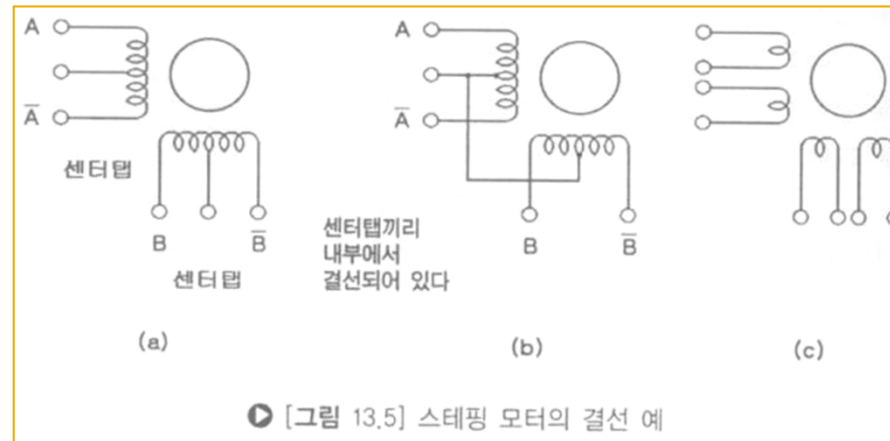 A
A̅
센터탭
B
B̅
센터탭
(a)
A
A̅
센터탭끼리
내부에서
결선되어 있다
B
B̅
(b)
(c)
[그림 13.5] 스테핑 모터의 결선 예